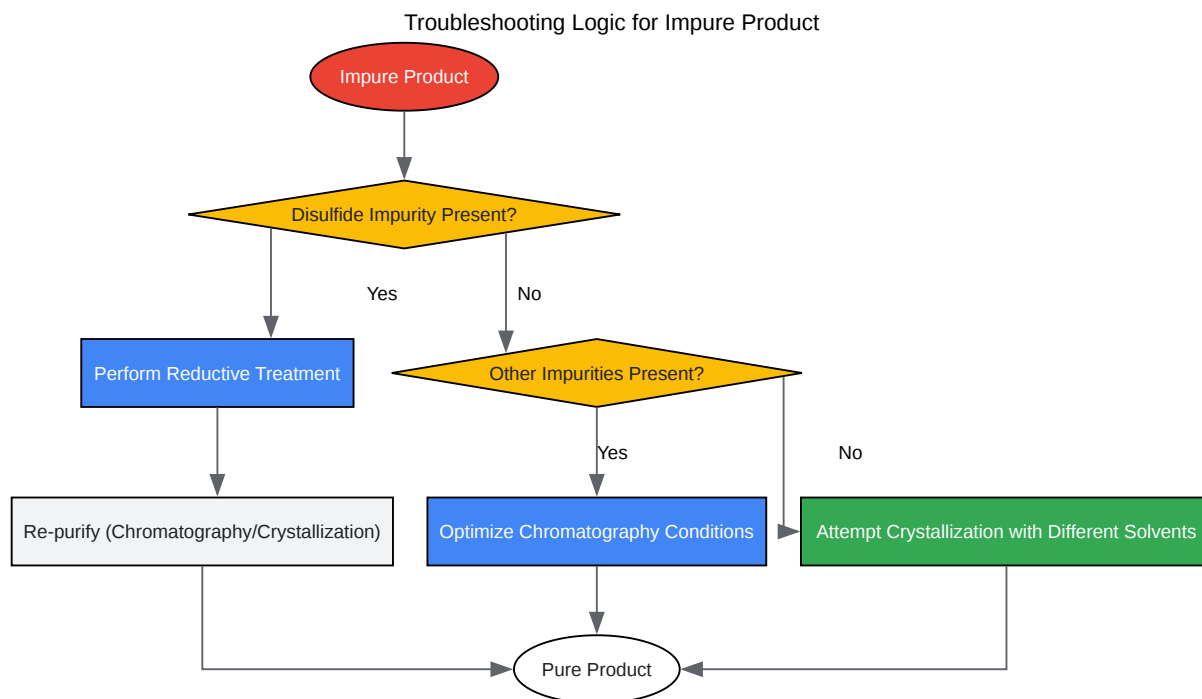 Troubleshooting Logic for Impure Product
Impure Product
Disulfide Impurity Present?
Yes
No
Perform Reductive Treatment
Other Impurities Present?
Yes
No
Re-purify (Chromatography/Crystallization)
Optimize Chromatography Conditions
Attempt Crystallization with Different Solvents
Pure Product